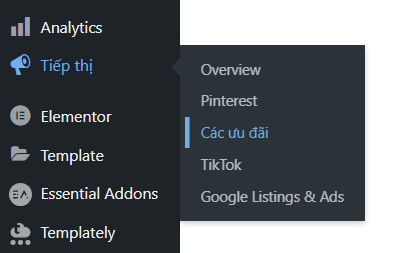 Analytics
Tiếp thị
Overview
Pinterest
Các ưu đãi
TikTok
Google Listings & Ads
Elementor
Template
Essential Addons
Templately